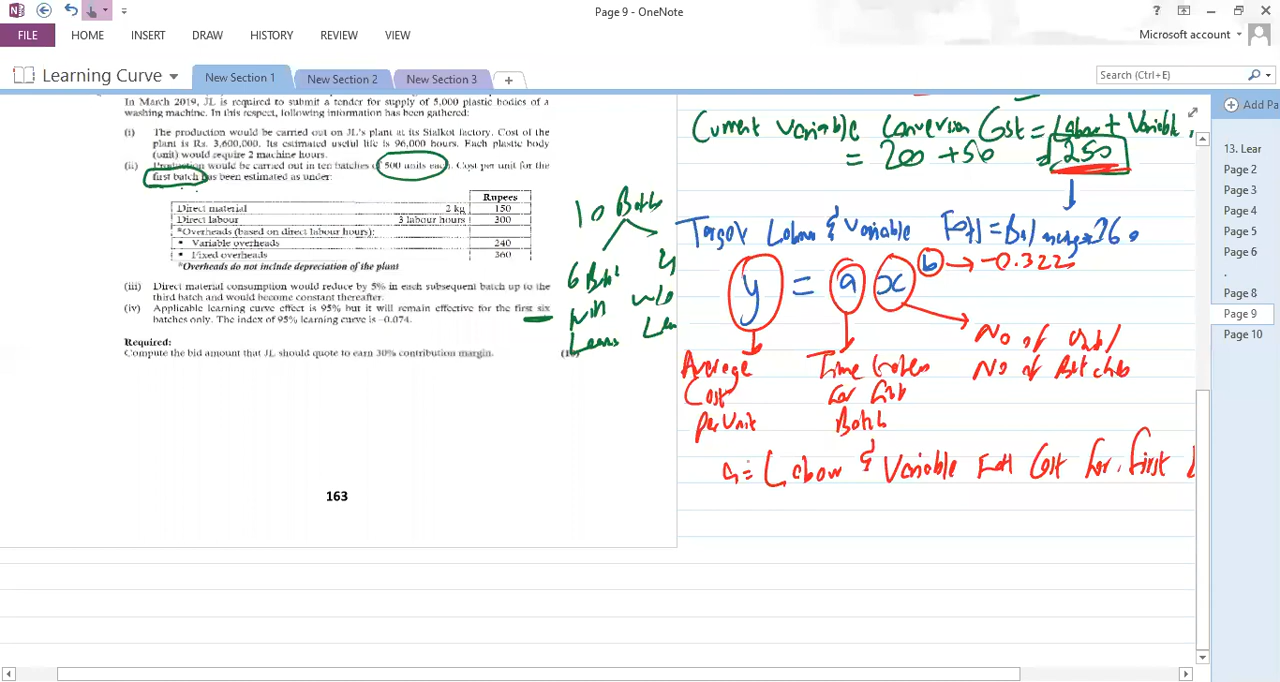 Page 9 - OneNote
Microsoft account
FILE HOME INSERT DRAW HISTORY REVIEW VIEW
Learning Curve
New Section 1
New Section 2
New Section 3
Search (Ctrl+E)
In March 2019, JL is required to submit a tender for supply of 5,000 plastic bodies of a
washing machine. In this respect, following information has been gathered:
(i) The production would be carried out on JL's plant at its Sialkot factory. Cost of the
plant is Rs. 3,600,000. Its estimated useful life is 96,000 hours. Each plastic body
(unit) would require 2 machine hours.
(ii) Production would be carried out in ten batches of 500 units each. Cost per unit for the
first batch has been estimated as under:
Rupees
Direct material 2 kg 150
Direct labour 3 labour hours 300
*Overheads (based on direct labour hours):
• Variable overheads 240
• Fixed overheads 360
*Overheads do not include depreciation of the plant
(iii) Direct material consumption would reduce by 5% in each subsequent batch up to the
third batch and would become constant thereafter.
(iv) Applicable learning curve effect is 95% but it will remain effective for the first six
batches only. The index of 95% learning curve is -0.074.
Required:
Compute the bid amount that JL should quote to earn 30% contribution margin.
163
10 Batch
6 Batch
Current Variable Conversion Cost = Labour + Variable
= 200 + 50 = 250
Target Labour & Variable
y = a x b → -0.322
Average
Cost
Per Unit
Time
For
Batch
No of
No of Batches
Labour & Variable Cost For First
Add Pa
13. Lear
Page 2
Page 3
Page 4
Page 5
Page 6
.
Page 8
Page 9
Page 10